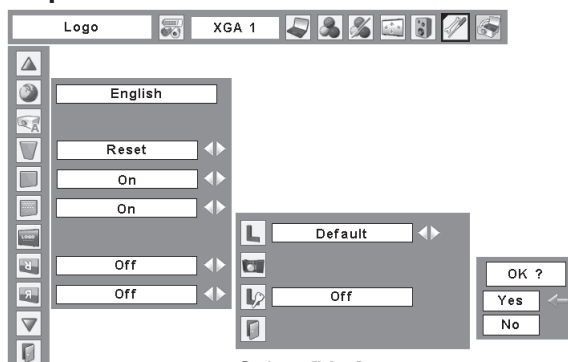 Logo
XGA 1
English
Reset
On
On
Default
Off
Off
Off
OK ?
Yes
No